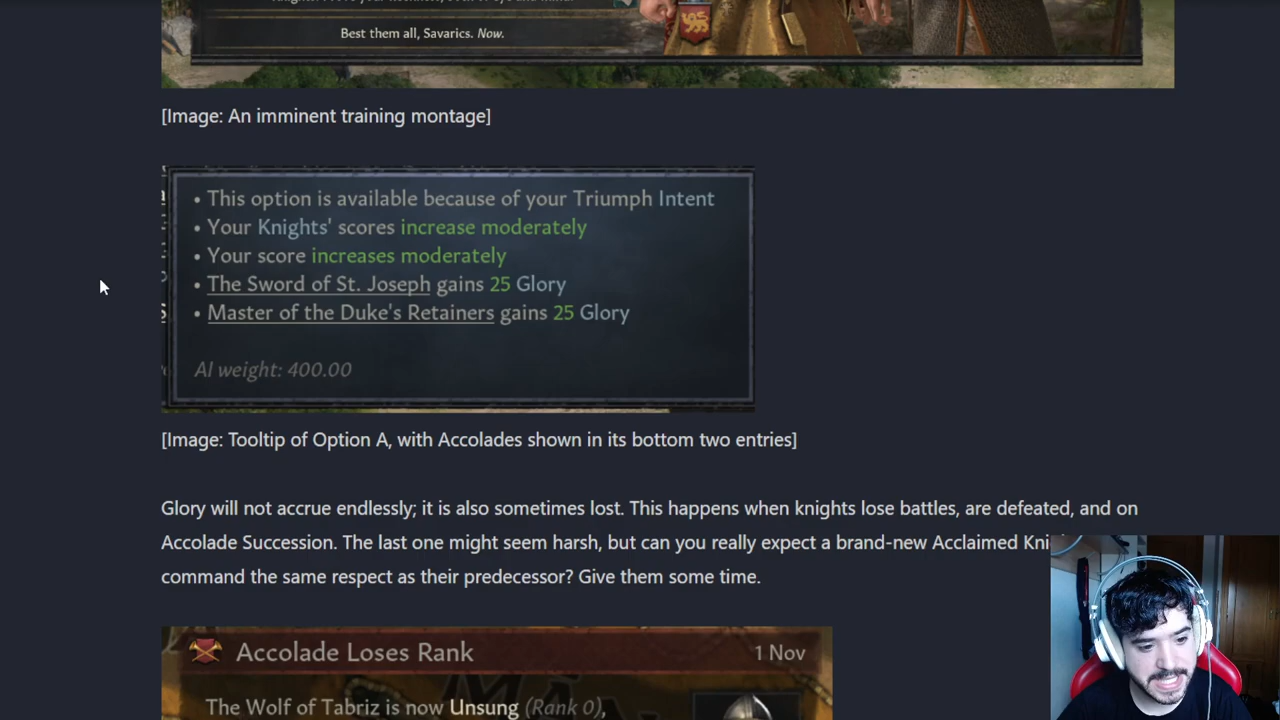 Best them all, Savarics. Now.
[Image: An imminent training montage]
• This option is available because of your Triumph Intent
• Your Knights' scores increase moderately
• Your score increases moderately
• The Sword of St. Joseph gains 25 Glory
• Master of the Duke's Retainers gains 25 Glory
AI weight: 400.00
[Image: Tooltip of Option A, with Accolades shown in its bottom two entries]
Glory will not accrue endlessly; it is also sometimes lost. This happens when knights lose battles, are defeated, and on
Accolade Succession. The last one might seem harsh, but can you really expect a brand-new Acclaimed
command the same respect as their predecessor? Give them some time.
Accolade Loses Rank 1 Nov
The Wolf of Tabriz is now Unsung (Rank 0),